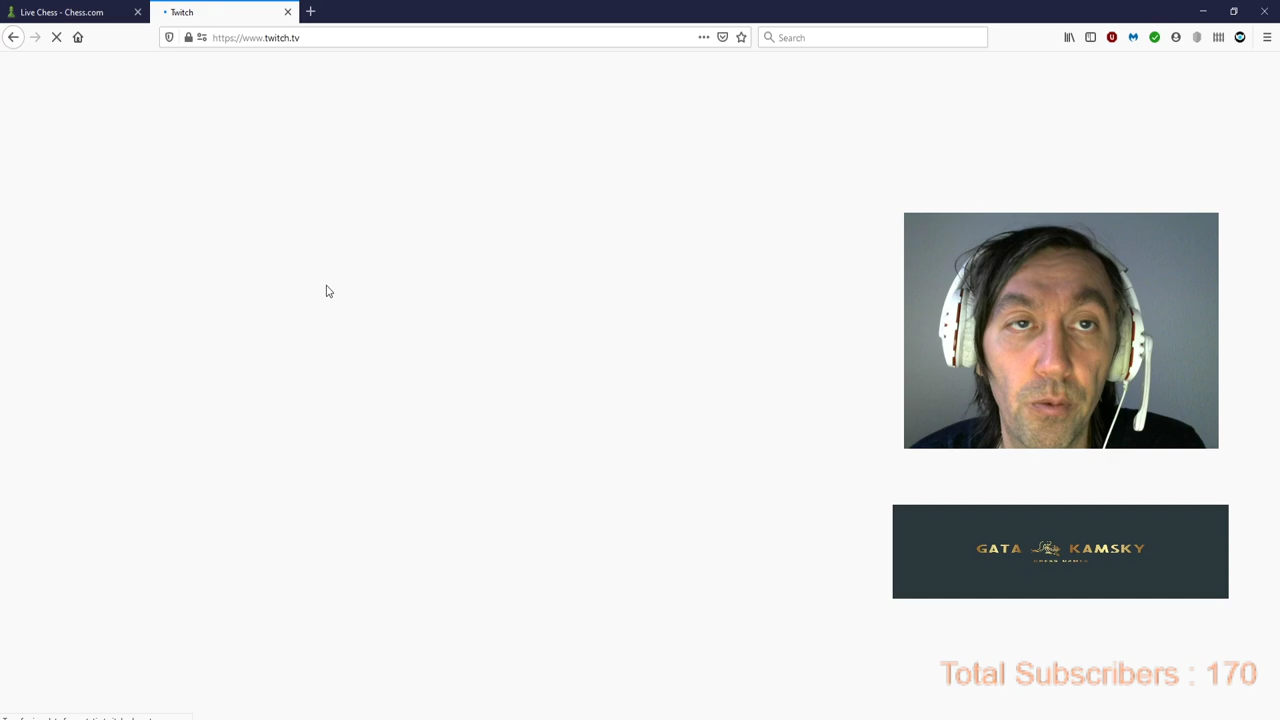 Live Chess - Chess.com
Twitch
https://www.twitch.tv
Search
GATA KAMSKY
Total Subscribers : 170